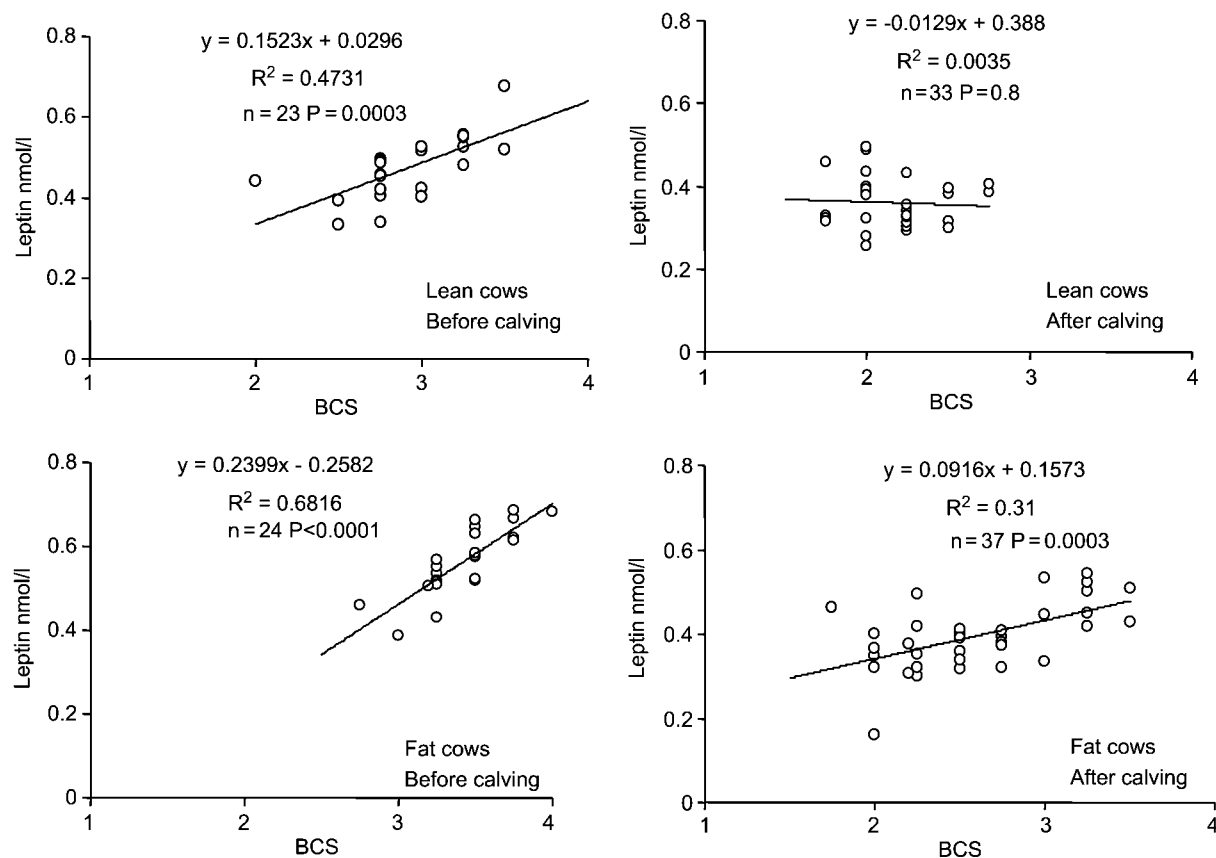 y = 0.1523x + 0.0296
R2 = 0.4731
n = 23 P = 0.0003
0.8
0.6
0.4
0.2
0
Leptin nmol/l
Lean cows
Before calving
1 2 3 4
BCS
y = -0.0129x + 0.388
R2 = 0.0035
n=33 P=0.8
0.8
0.6
0.4
0.2
0
Leptin nmol/l
Lean cows
After calving
1 2 3 4
BCS
y = 0.2399x - 0.2582
R2 = 0.6816
n = 24 P<0.0001
0.8
0.6
0.4
0.2
0
Leptin nmol/l
Fat cows
Before calving
1 2 3 4
BCS
y = 0.0916x + 0.1573
R2 = 0.31
n=37 P=0.0003
0.8
0.6
0.4
0.2
0
Leptin nmol/l
Fat cows
After calving
1 2 3 4
BCS